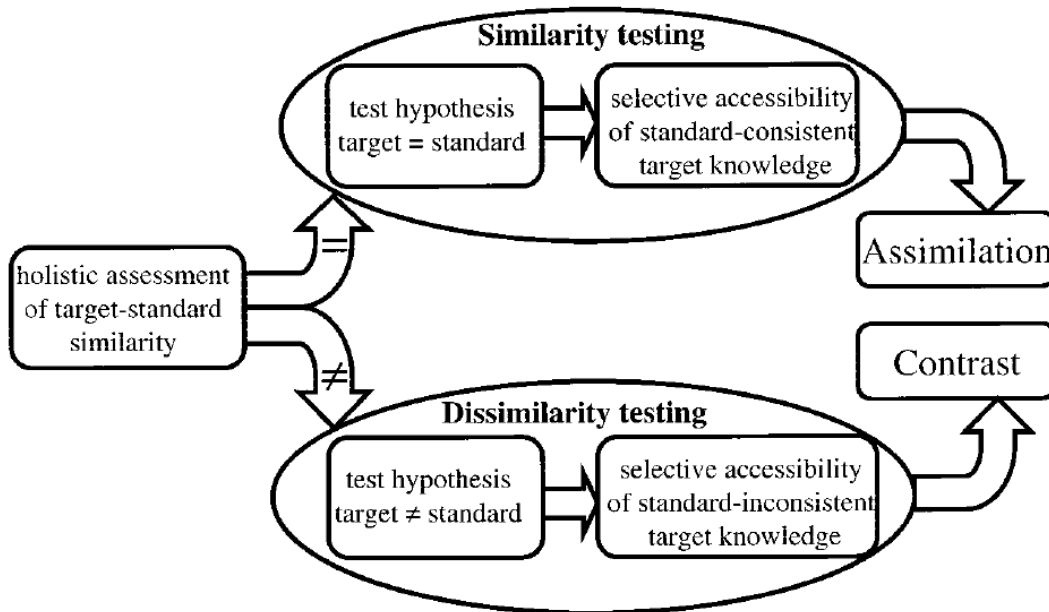 Similarity testing
test hypothesis
target = standard
selective accessibility
of standard-consistent
target knowledge
=
holistic assessment
of target-standard
similarity
Assimilation
≠
Contrast
Dissimilarity testing
test hypothesis
target ≠ standard
selective accessibility
of standard-inconsistent
target knowledge